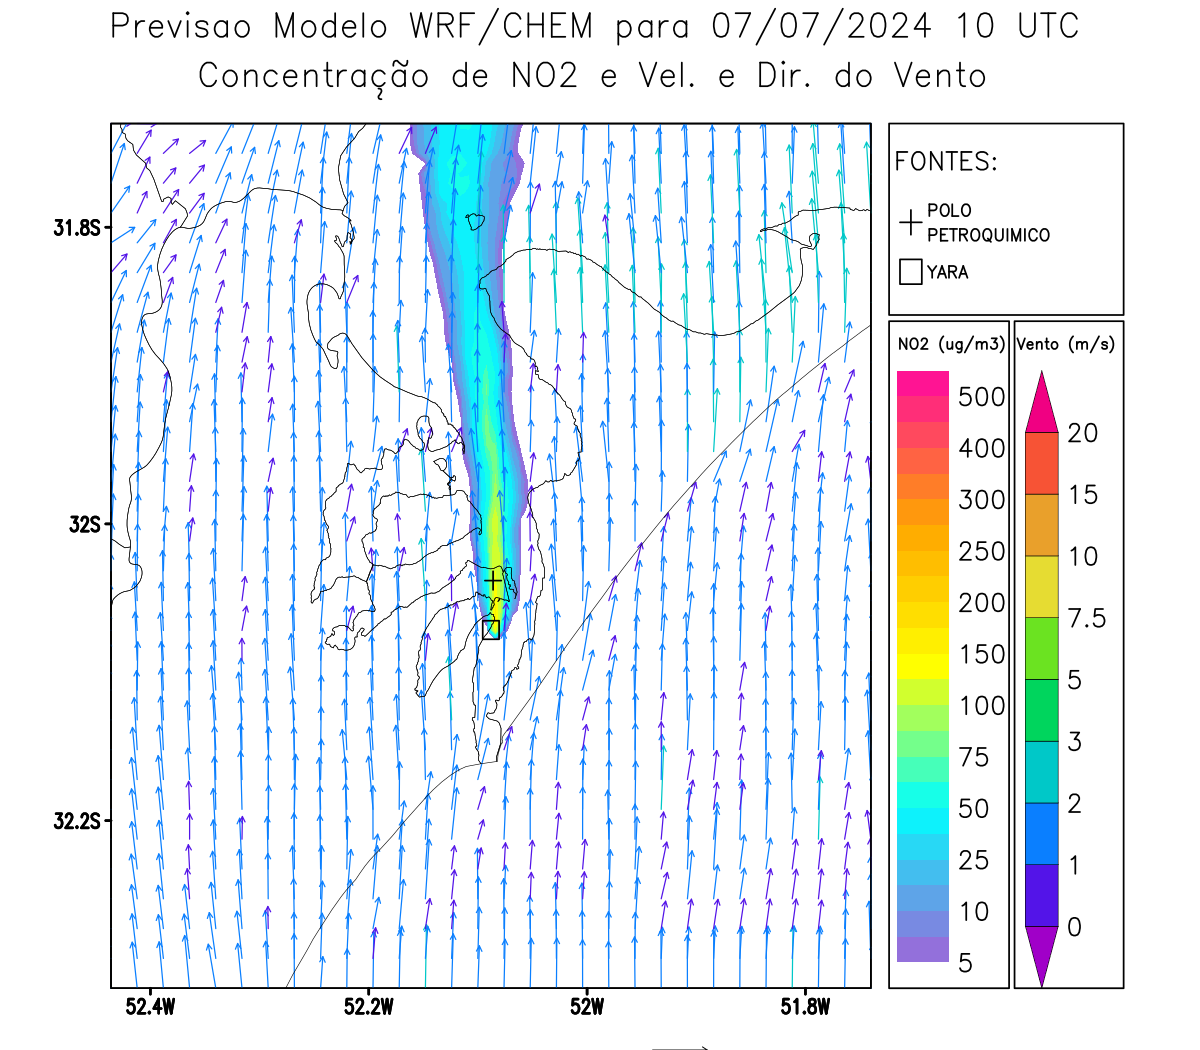 Previsao Modelo WRF/CHEM para 07/07/2024 10 UTC
Concentração de NO2 e Vel. e Dir. do Vento
FONTES:
POLO
PETROQUIMICO
YARA
NO2 (ug/m3)
500
400
300
250
200
150
100
75
50
25
10
5
Vento (m/s)
20
15
10
7.5
5
3
2
1
0
31.8S
32S
32.2S
52.4W
52.2W
52W
51.8W